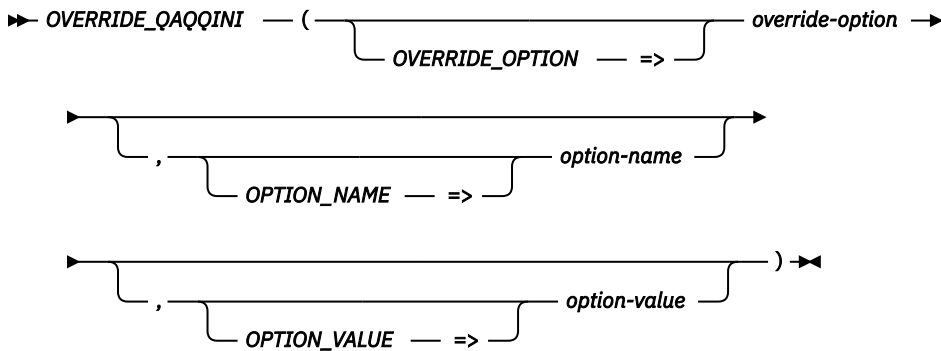 OVERRIDE_QAQQINI ( override-option
OVERRIDE_OPTION =>
, option-name
OPTION_NAME =>
)
, option-value
OPTION_VALUE =>